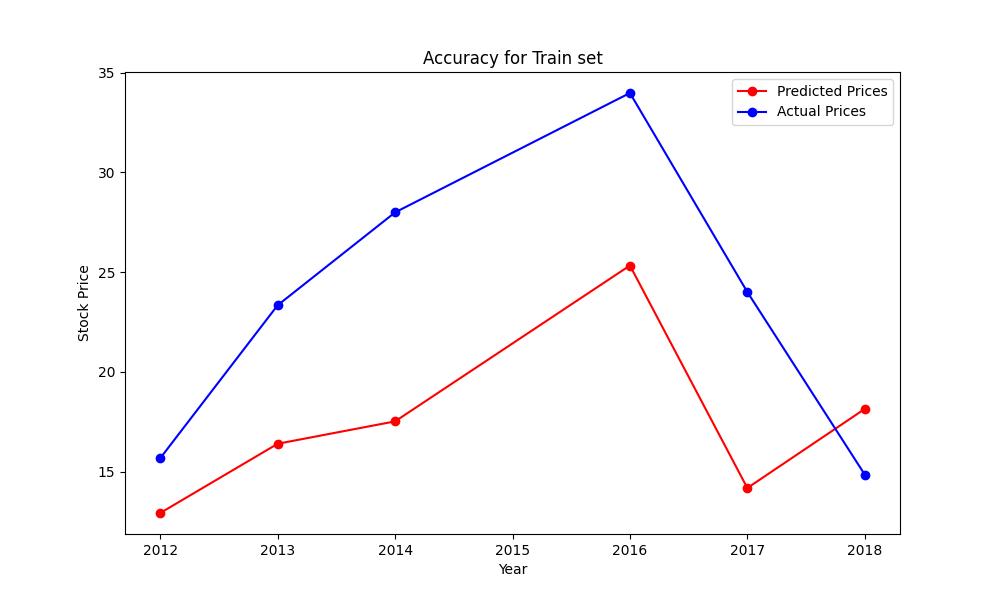 Accuracy for Train set
Predicted Prices
Actual Prices
Stock Price
35
30
25
20
15
2012 2013 2014 2015 2016 2017 2018
Year